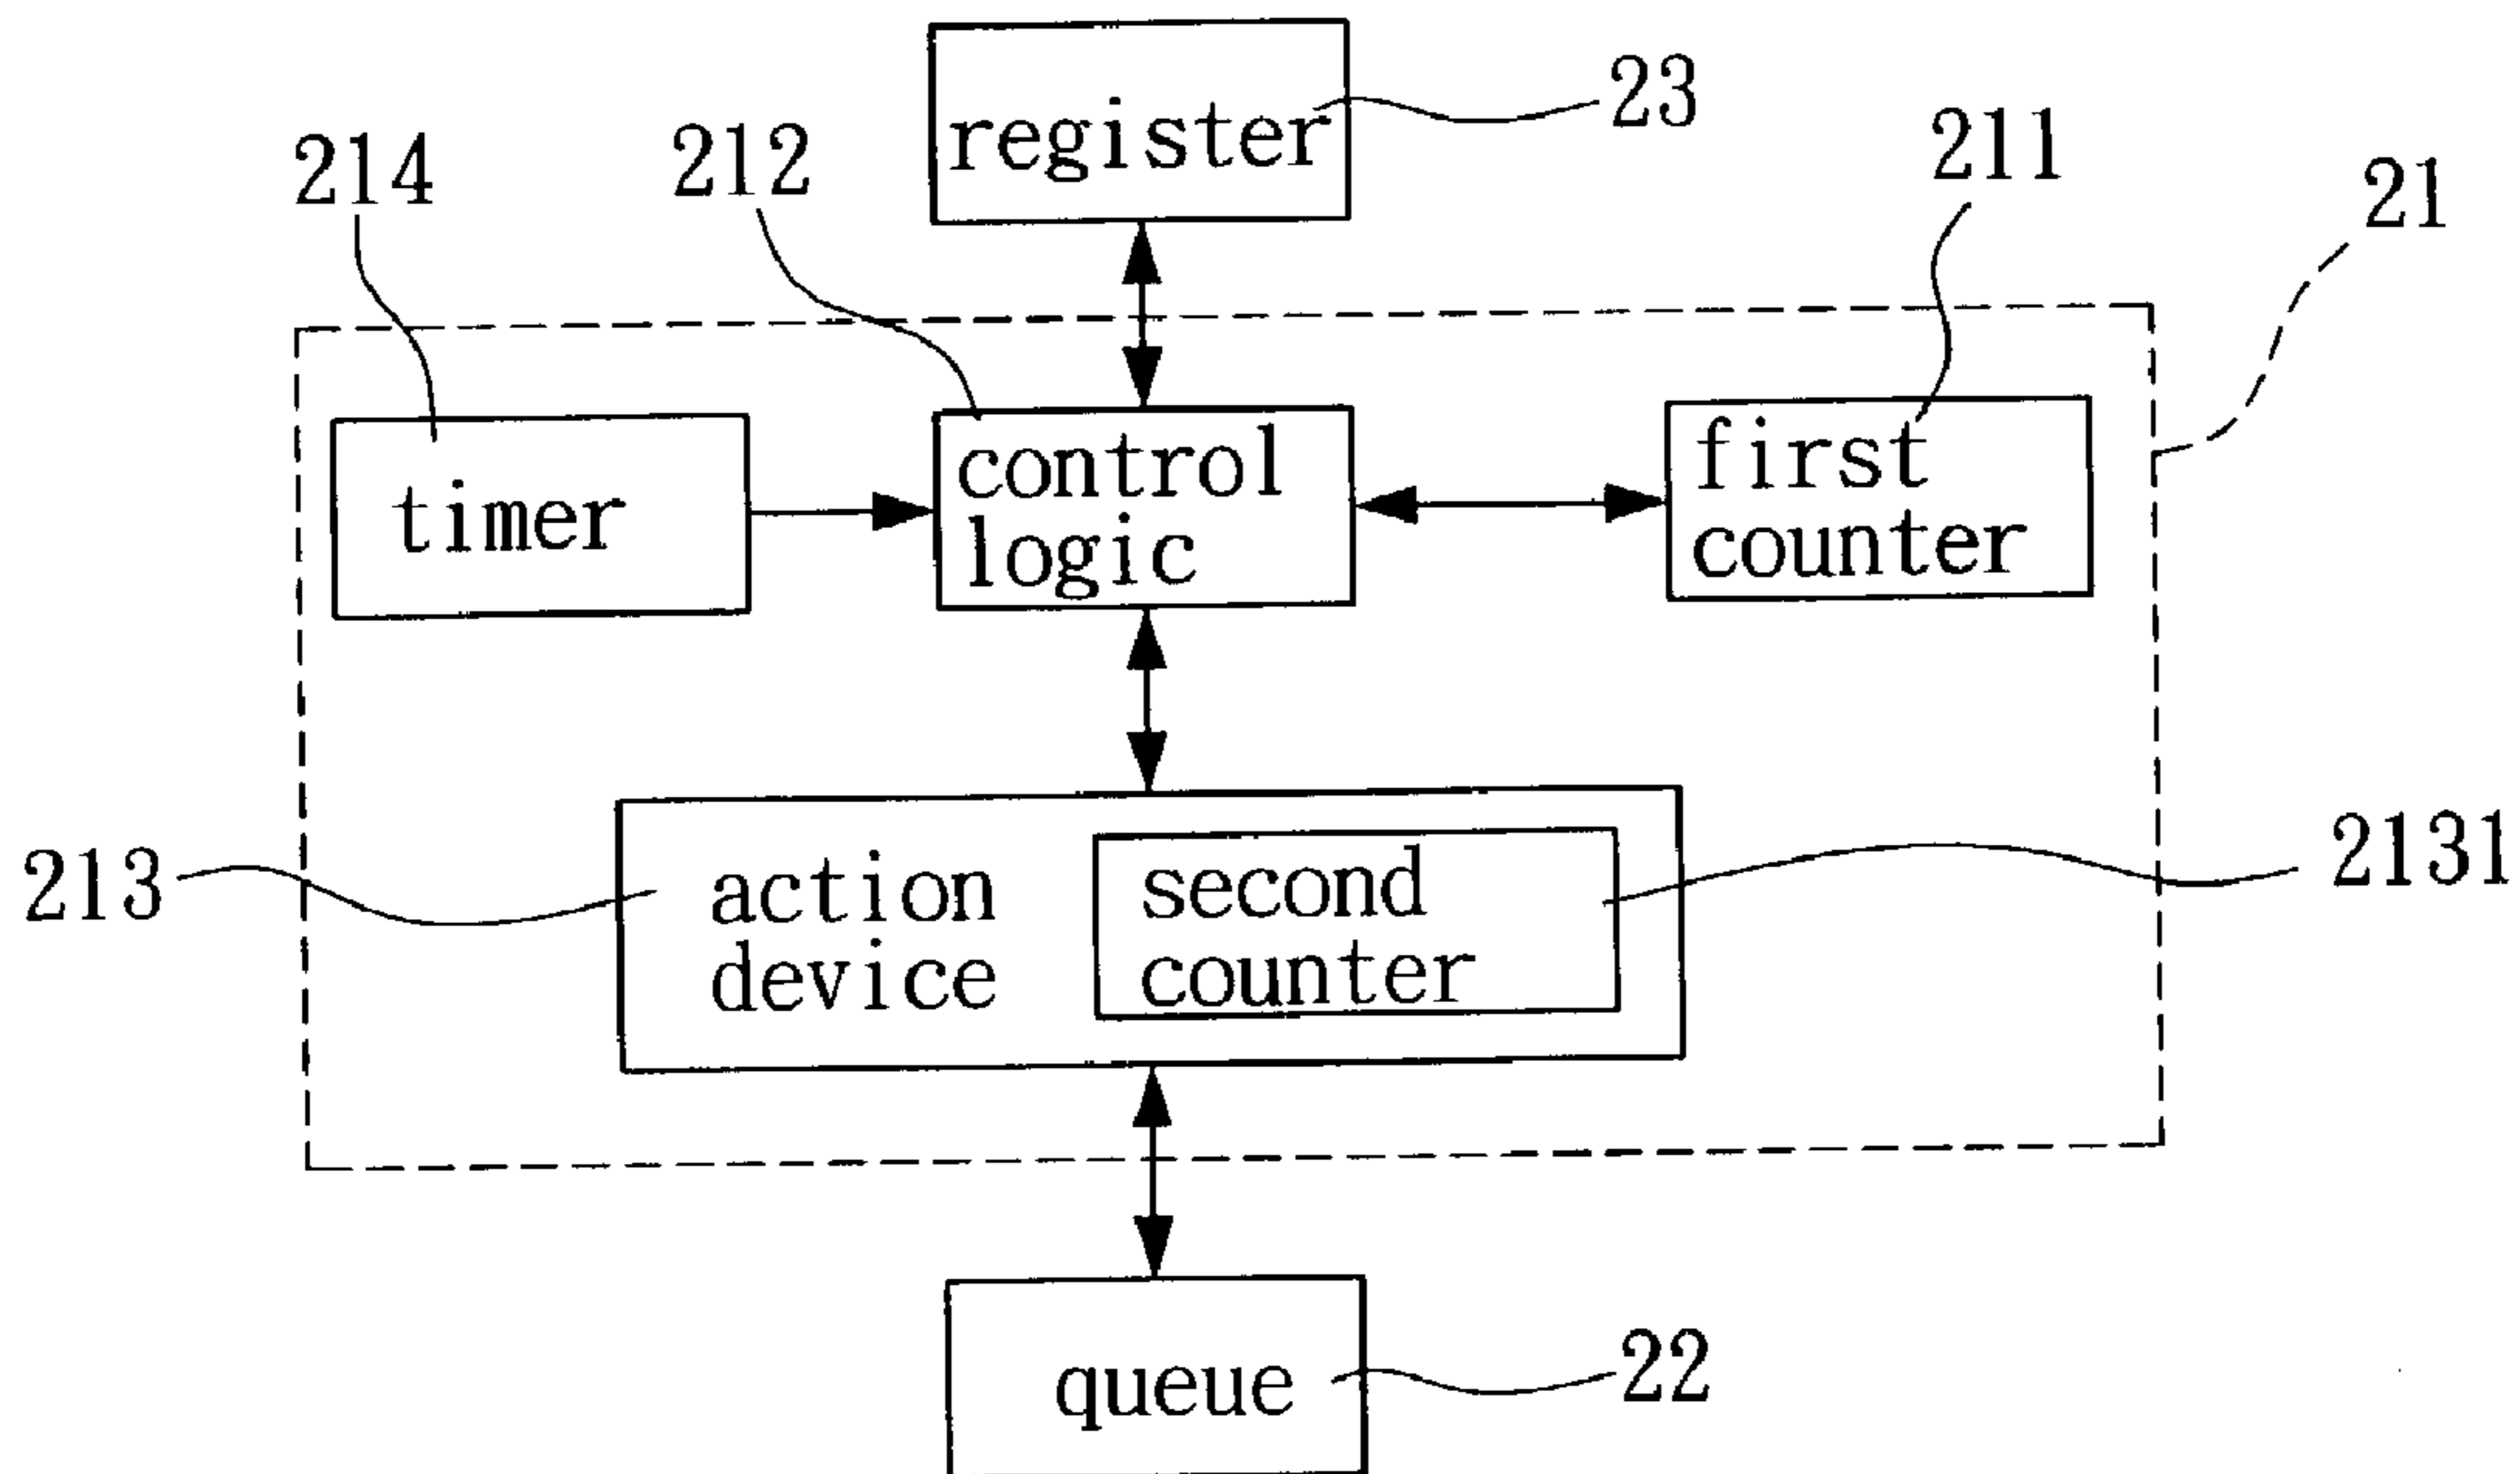 register
23
214
212
211
21
timer
control
logic
first
counter
213
action
device
second
counter
2131
queue
22